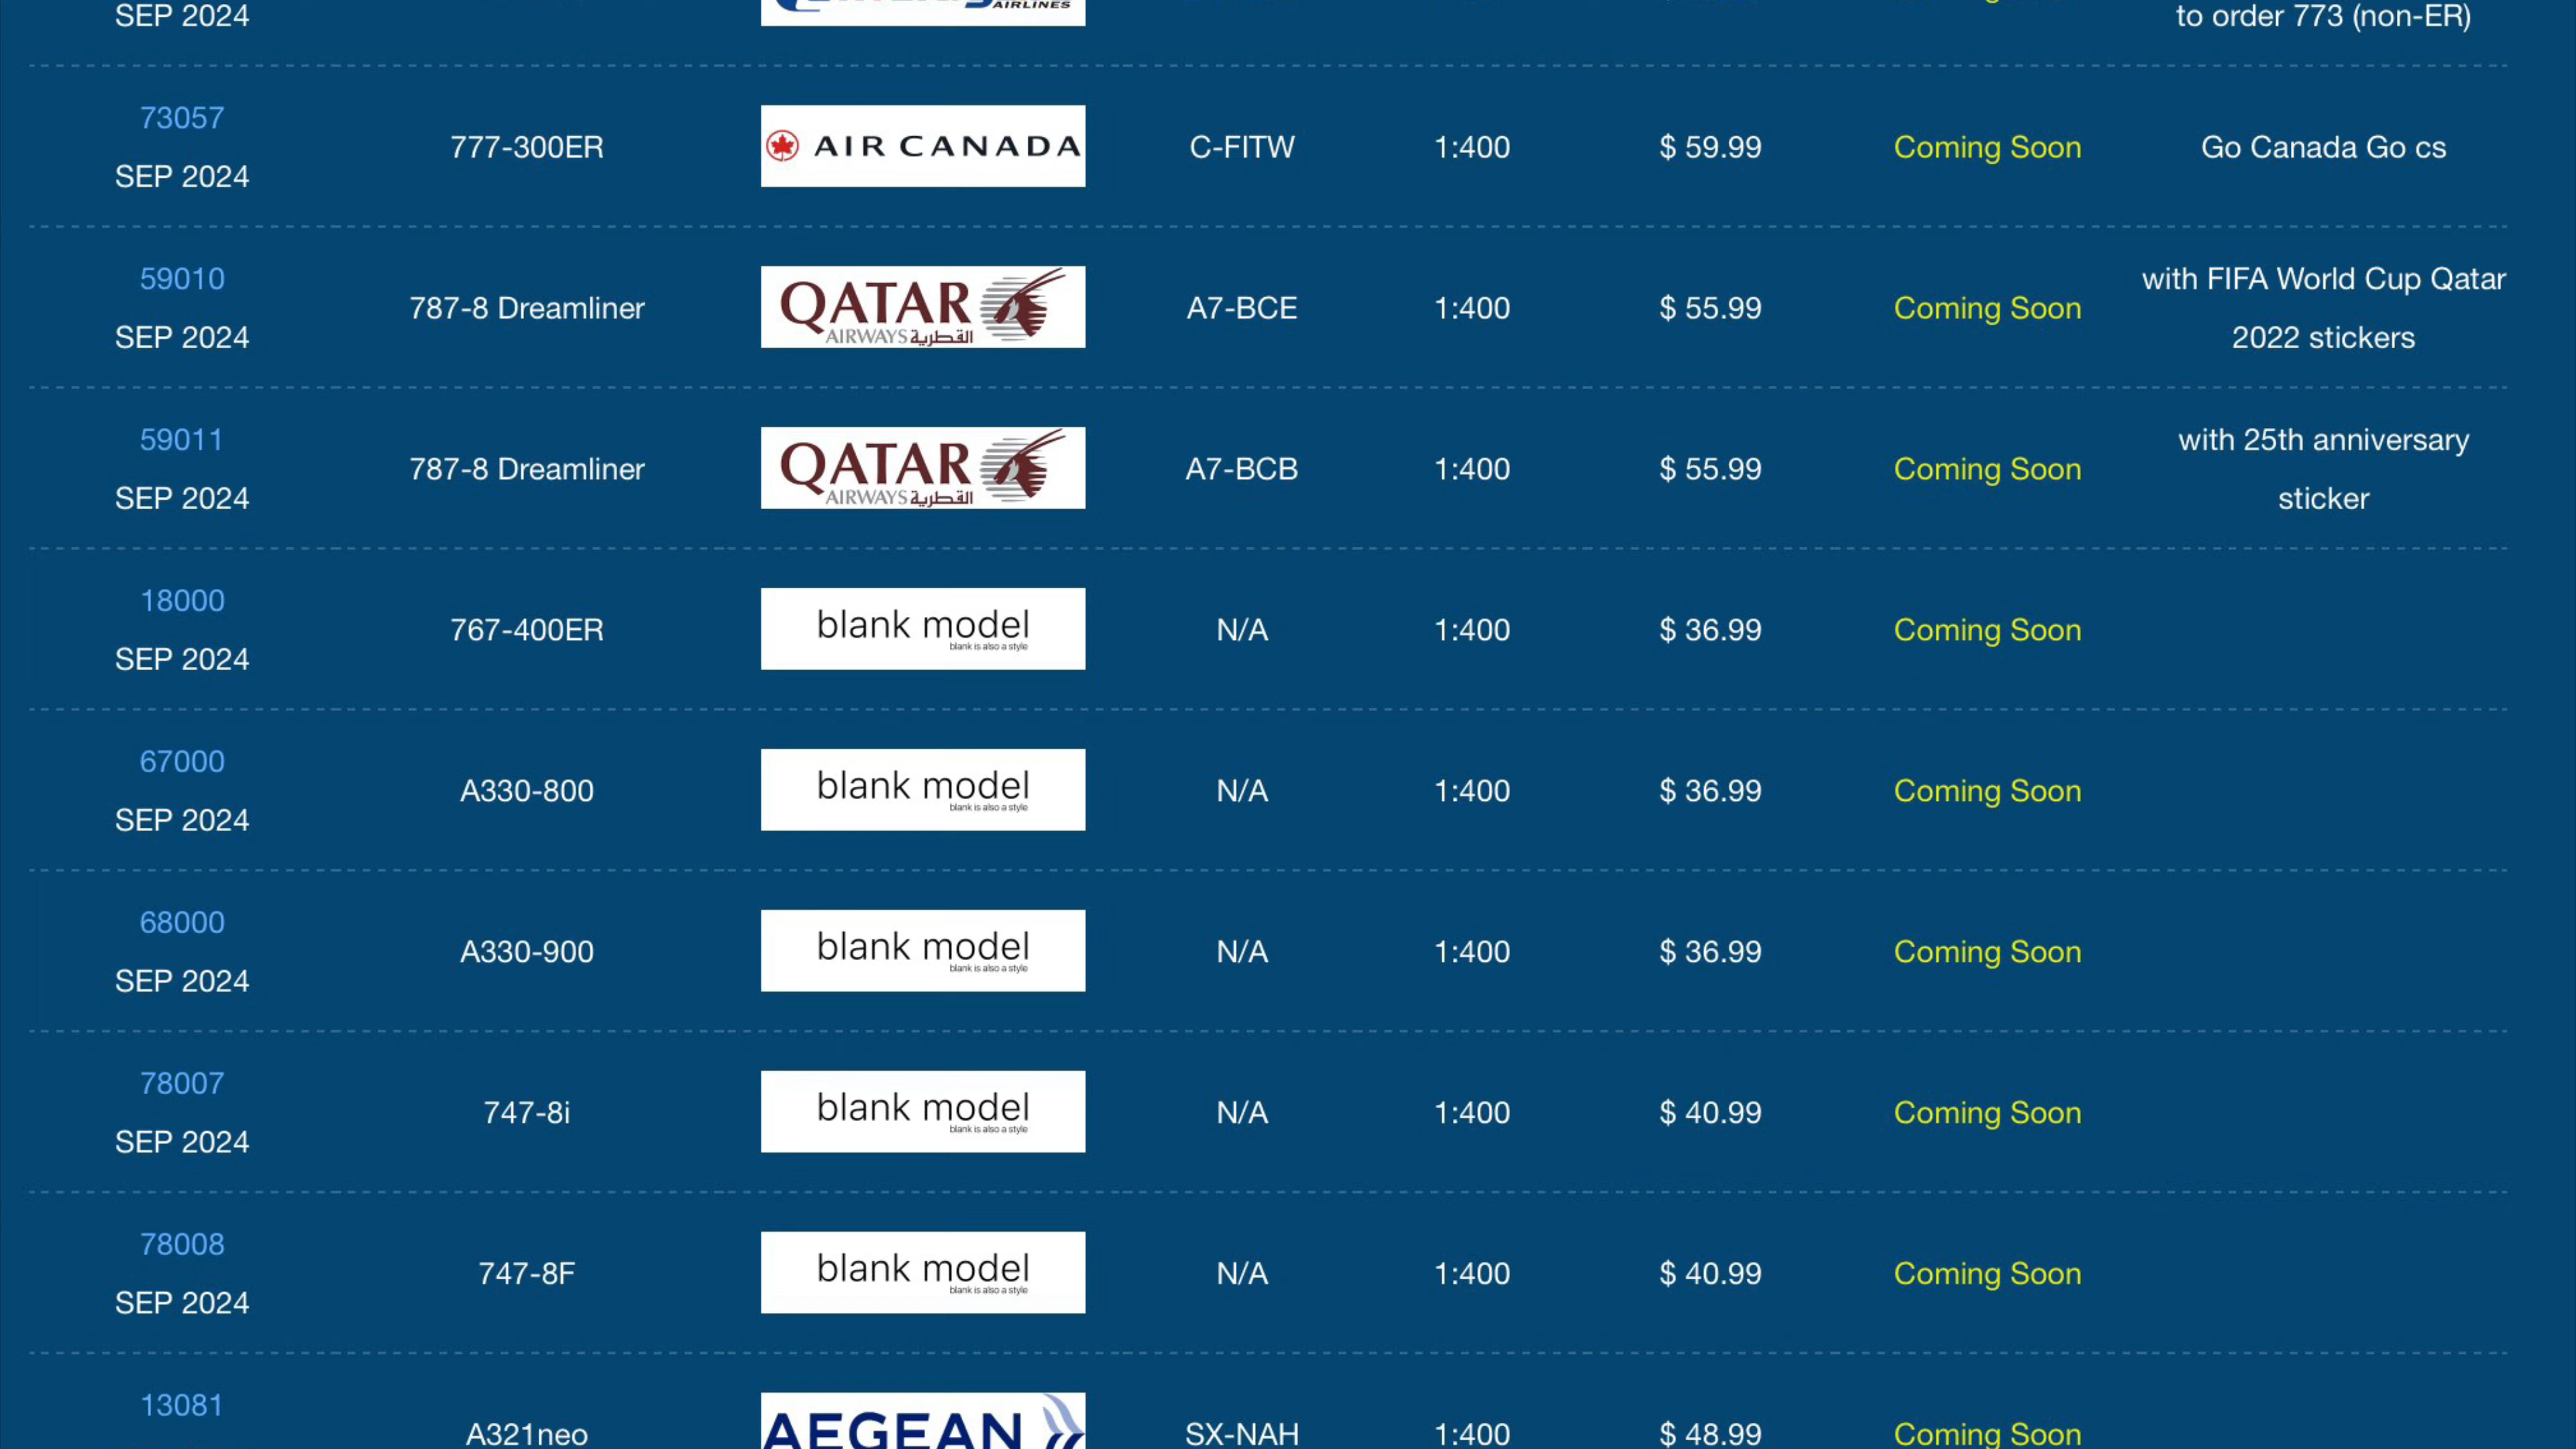 SEP 2024
AIRLINES
to order 773 (non-ER)
73057
SEP 2024
777-300ER
AIR CANADA
C-FITW
1:400
$ 59.99
Coming Soon
Go Canada Go cs
59010
SEP 2024
787-8 Dreamliner
QATAR
AIRWAYS القطرية
A7-BCE
1:400
$ 55.99
Coming Soon
with FIFA World Cup Qatar
2022 stickers
59011
SEP 2024
787-8 Dreamliner
QATAR
AIRWAYS القطرية
A7-BCB
1:400
$ 55.99
Coming Soon
with 25th anniversary
sticker
18000
SEP 2024
767-400ER
blank model
blank is also a style
N/A
1:400
$ 36.99
Coming Soon
67000
SEP 2024
A330-800
blank model
blank is also a style
N/A
1:400
$ 36.99
Coming Soon
68000
SEP 2024
A330-900
blank model
blank is also a style
N/A
1:400
$ 36.99
Coming Soon
78007
SEP 2024
747-8i
blank model
blank is also a style
N/A
1:400
$ 40.99
Coming Soon
78008
SEP 2024
747-8F
blank model
blank is also a style
N/A
1:400
$ 40.99
Coming Soon
13081
A321neo
AEGEAN
SX-NAH
1:400
$ 48.99
Coming Soon